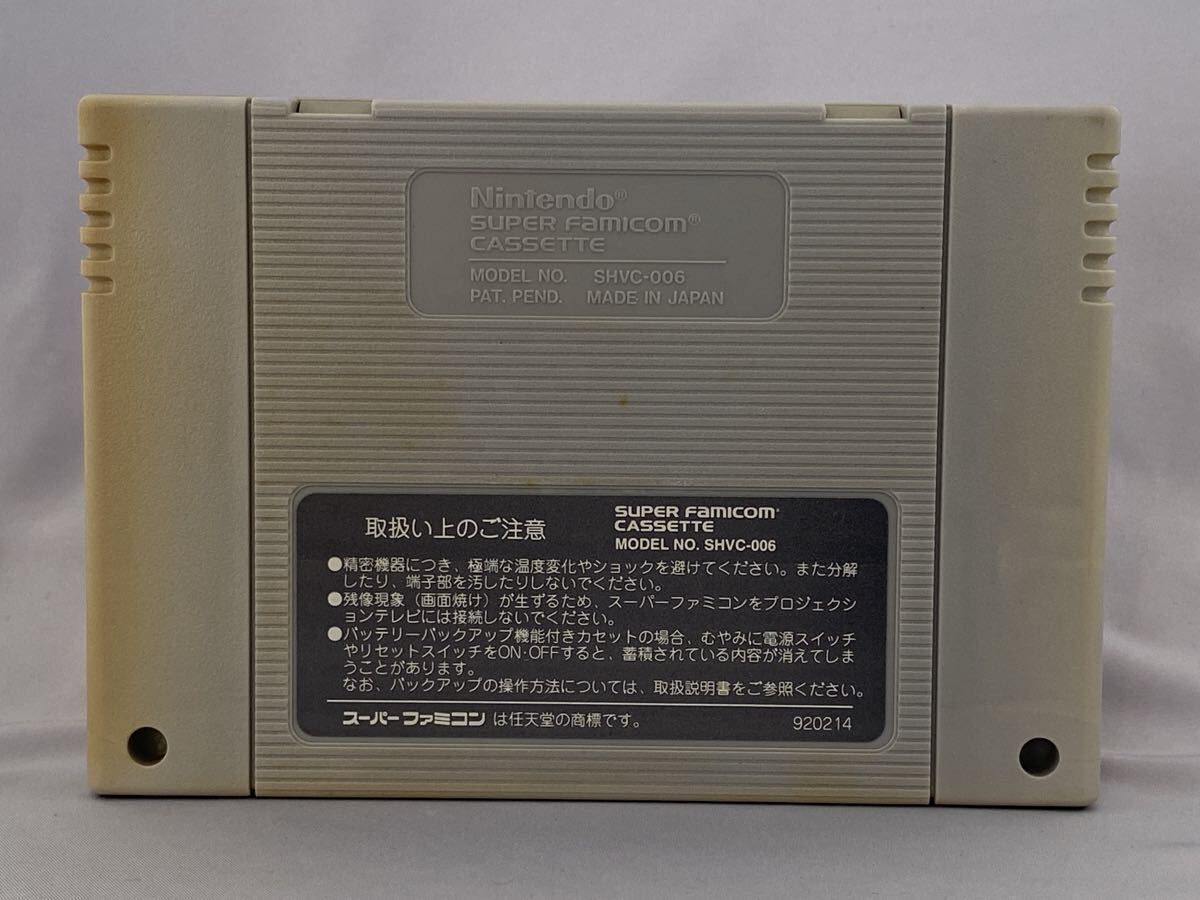 Nintendo®
SUPER FAMICOM®
CASSETTE
MODEL NO. SHVC-006
PAT. PEND. MADE IN JAPAN
取扱い上のご注意
SUPER FAMICOM®
CASSETTE
MODEL NO. SHVC-006
●精密機器につき、極端な温度変化やショックを避けてください。また分解
したり、端子部を汚したりしないでください。
●残像現象（画面焼け）が生ずるため、スーパーファミコンをプロジェクシ
ョンテレビには接続しないでください。
●バッテリーバックアップ機能付きカセットの場合、むやみに電源スイッチ
やリセットスイッチをON·OFFすると、蓄積されている内容が消えてしま
うことがあります。
なお、バックアップの操作方法については、取扱説明書をご参照ください。
スーパーファミコン は任天堂の商標です。
920214